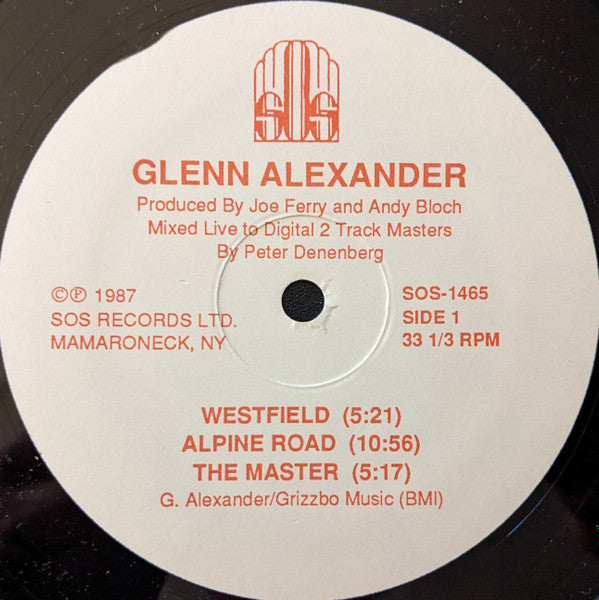 SOS
GLENN ALEXANDER
Produced By Joe Ferry and Andy Bloch
Mixed Live to Digital 2 Track Masters
By Peter Denenberg
©℗ 1987
SOS RECORDS LTD.
MAMARONECK, NY
SOS-1465
SIDE 1
33 1/3 RPM
WESTFIELD (5:21)
ALPINE ROAD (10:56)
THE MASTER (5:17)
G. Alexander/Grizzbo Music (BMI)